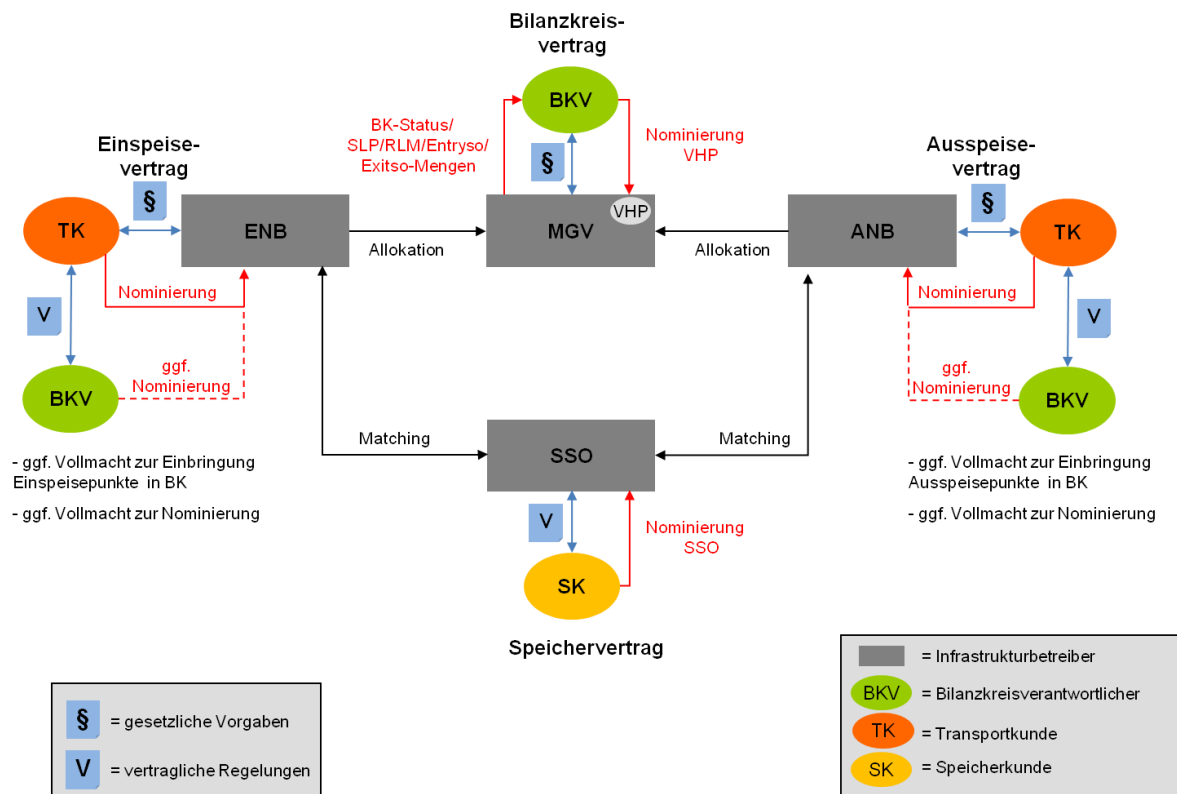 Bilanzkreis-
vertrag
BKV
BK-Status/
SLP/RLM/Entryso/
Exitso-Mengen
Nominierung
VHP
§
Einspeise-
vertrag
§
Ausspeise-
vertrag
§
TK
ENB
Allokation
MGV
VHP
Allokation
ANB
TK
Nominierung
Nominierung
V
V
ggf.
Nominierung
ggf.
Nominierung
BKV
BKV
Matching
SSO
Matching
- ggf. Vollmacht zur Einbringung
Einspeisepunkte in BK
- ggf. Vollmacht zur Nominierung
- ggf. Vollmacht zur Einbringung
Ausspeisepunkte in BK
- ggf. Vollmacht zur Nominierung
V
Nominierung
SSO
SK
Speichervertrag
§ = gesetzliche Vorgaben
V = vertragliche Regelungen
= Infrastrukturbetreiber
BKV = Bilanzkreisverantwortlicher
TK = Transportkunde
SK = Speicherkunde